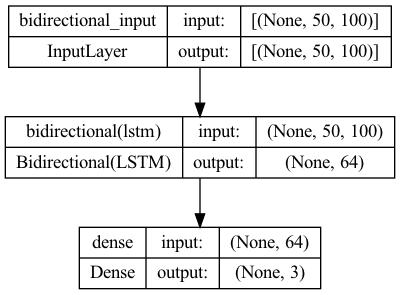 bidirectional_input input: [(None, 50, 100)]
InputLayer output: [(None, 50, 100)]
bidirectional(lstm) input: (None, 50, 100)
Bidirectional(LSTM) output: (None, 64)
dense input: (None, 64)
Dense output: (None, 3)